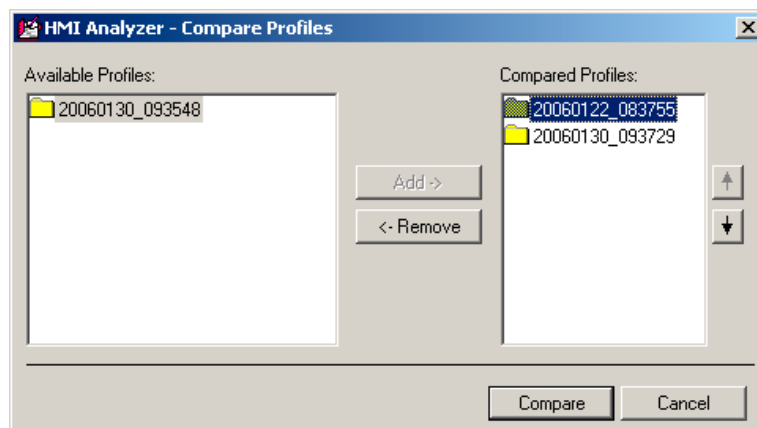 HMI Analyzer - Compare Profiles
Available Profiles:
20060130_093548
Add ->
<- Remove
Compared Profiles:
20060122_083755
20060130_093729
Compare
Cancel